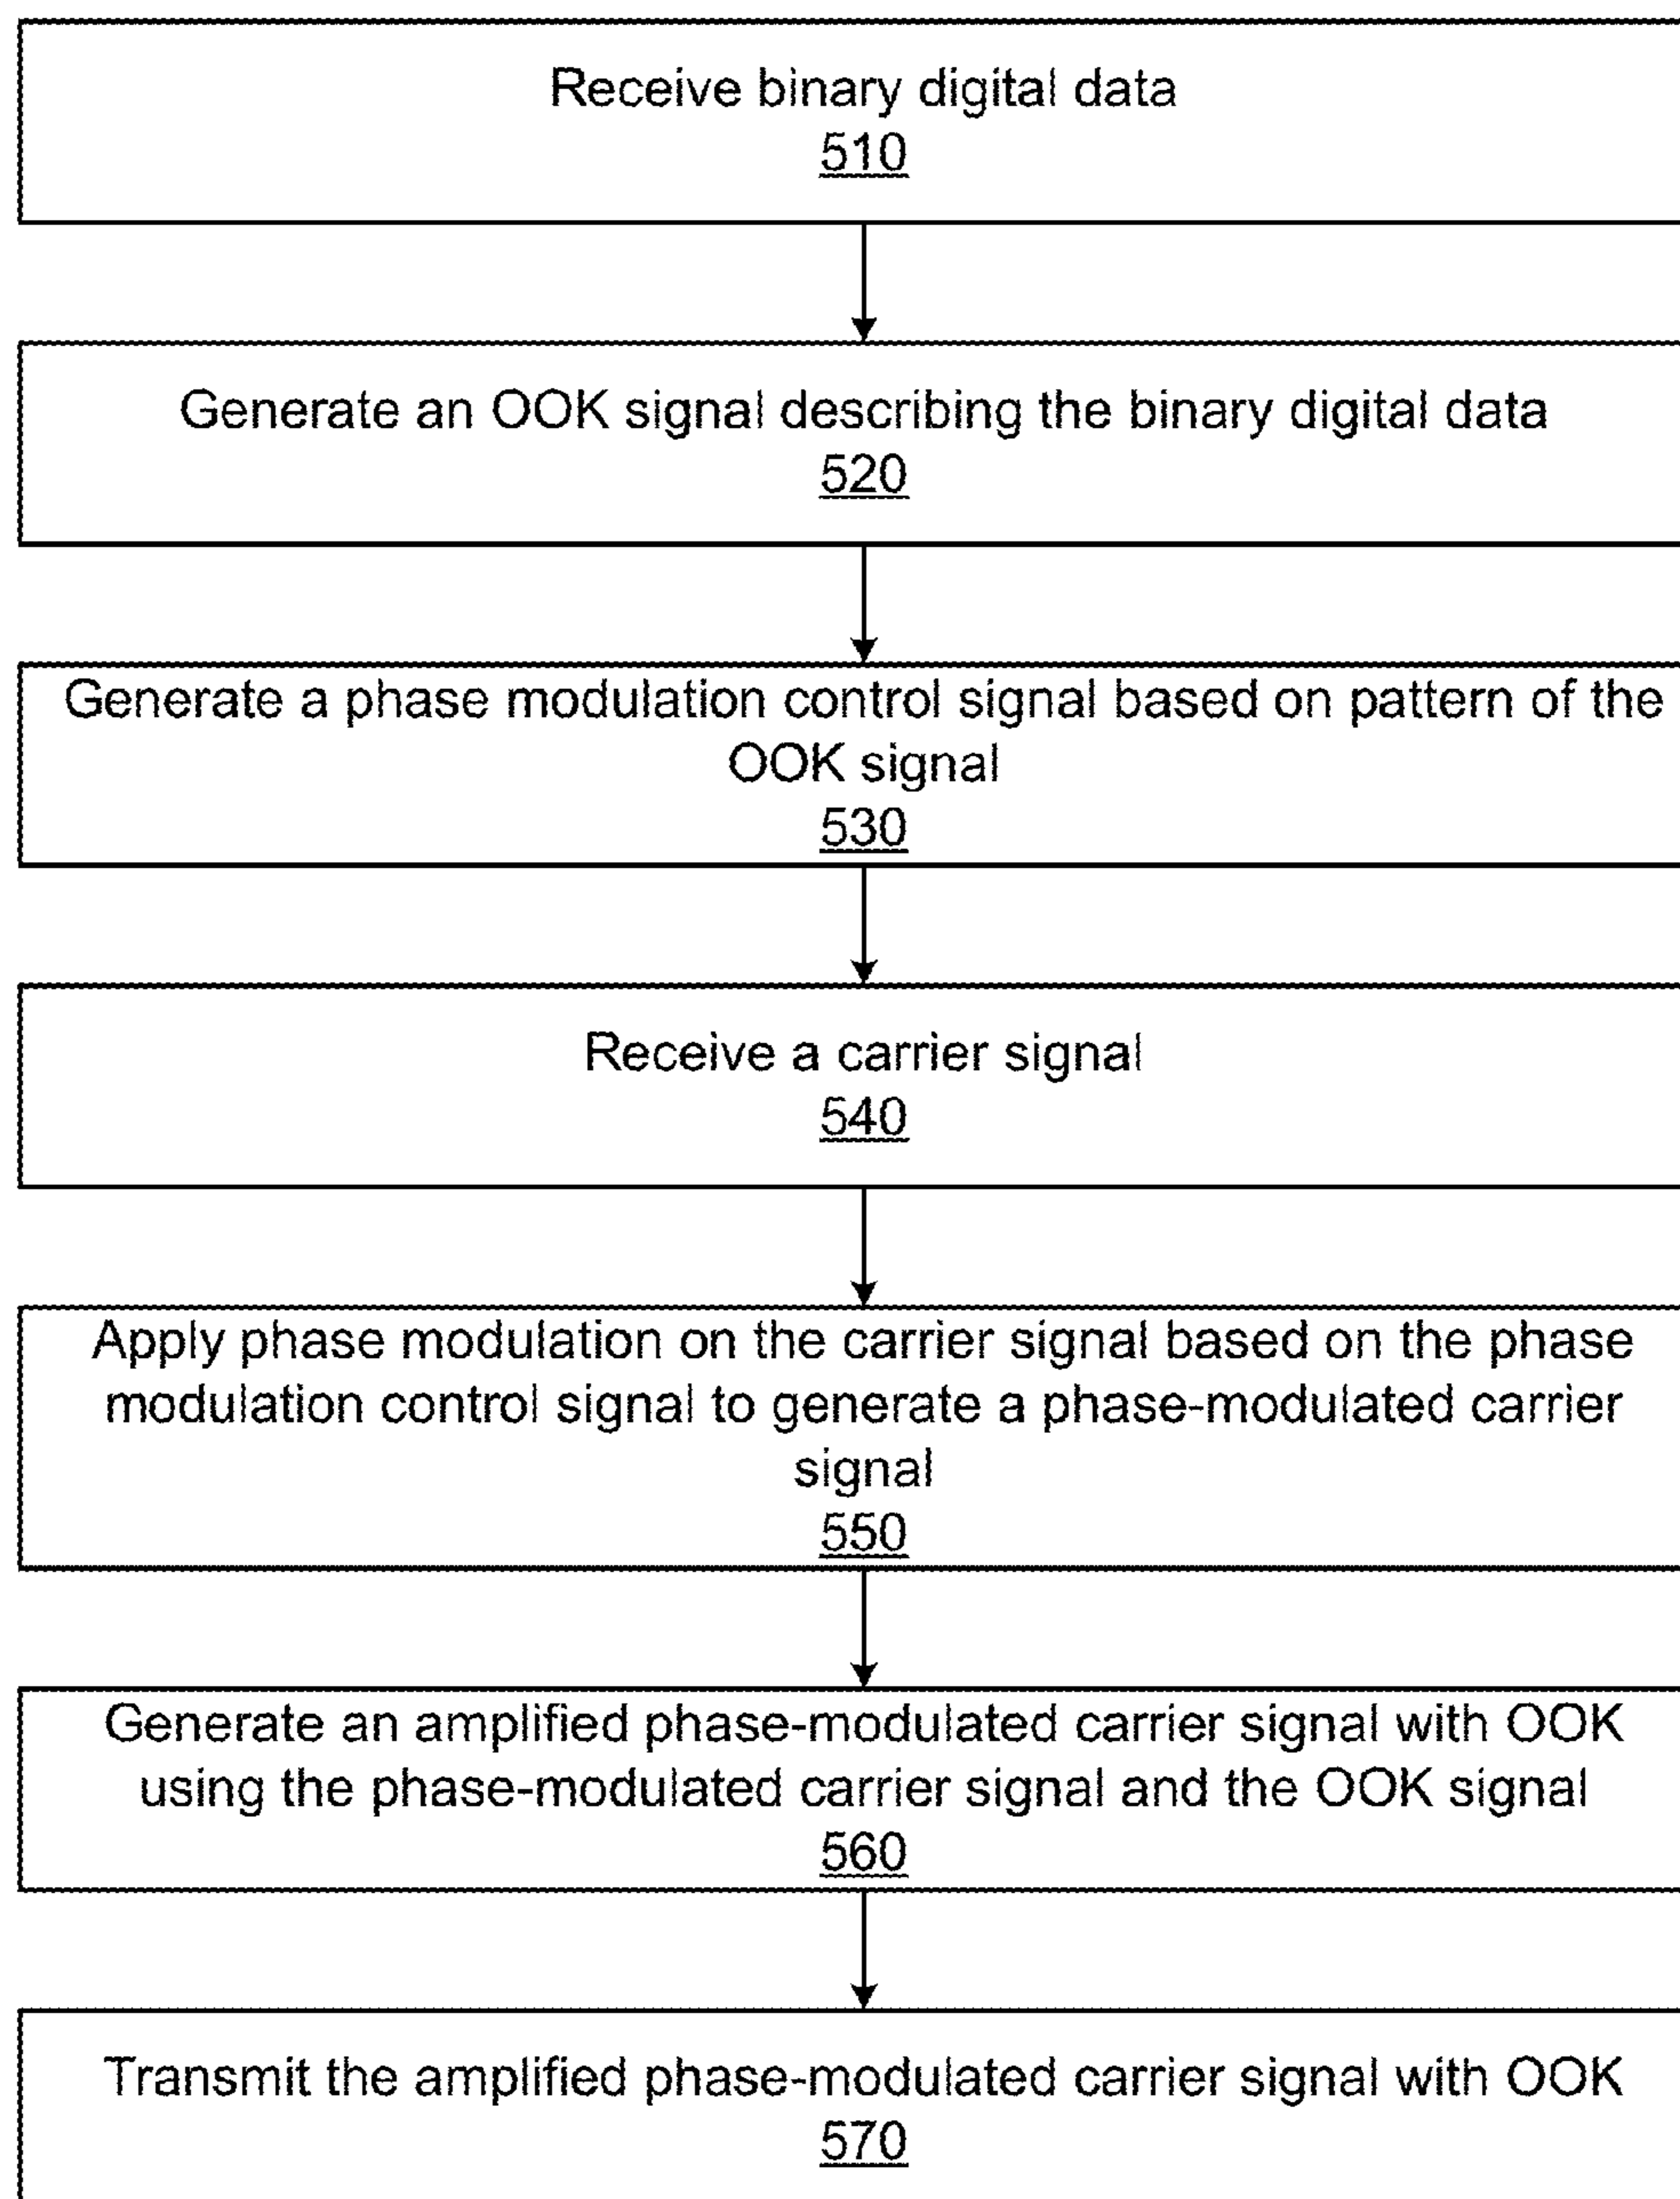 Receive binary digital data
510
Generate an OOK signal describing the binary digital data
520
Generate a phase modulation control signal based on pattern of the
OOK signal
530
Receive a carrier signal
540
Apply phase modulation on the carrier signal based on the phase
modulation control signal to generate a phase-modulated carrier
signal
550
Generate an amplified phase-modulated carrier signal with OOK
using the phase-modulated carrier signal and the OOK signal
560
Transmit the amplified phase-modulated carrier signal with OOK
570